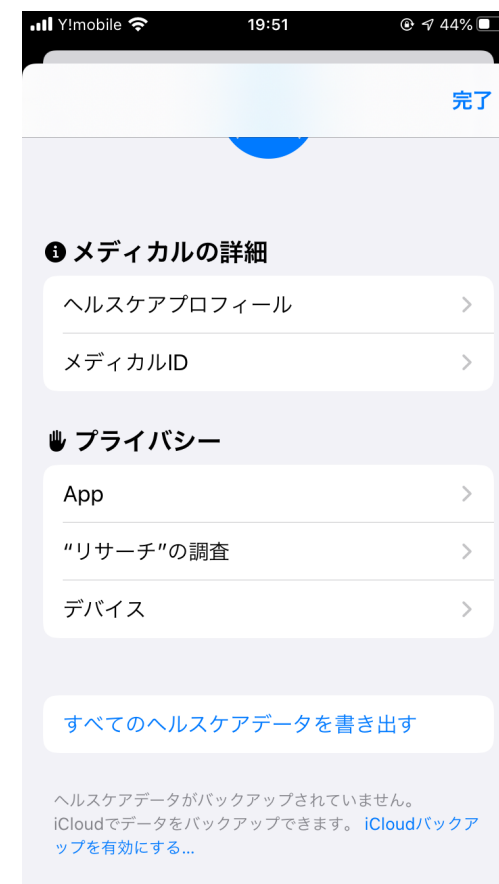 Y!mobile 19:51 44%
完了
メディカルの詳細
ヘルスケアプロフィール
メディカルID
プライバシー
App
“リサーチ”の調査
デバイス
すべてのヘルスケアデータを書き出す
ヘルスケアデータがバックアップされていません。
iCloudでデータをバックアップできます。 iCloudバックア
ップを有効にする...